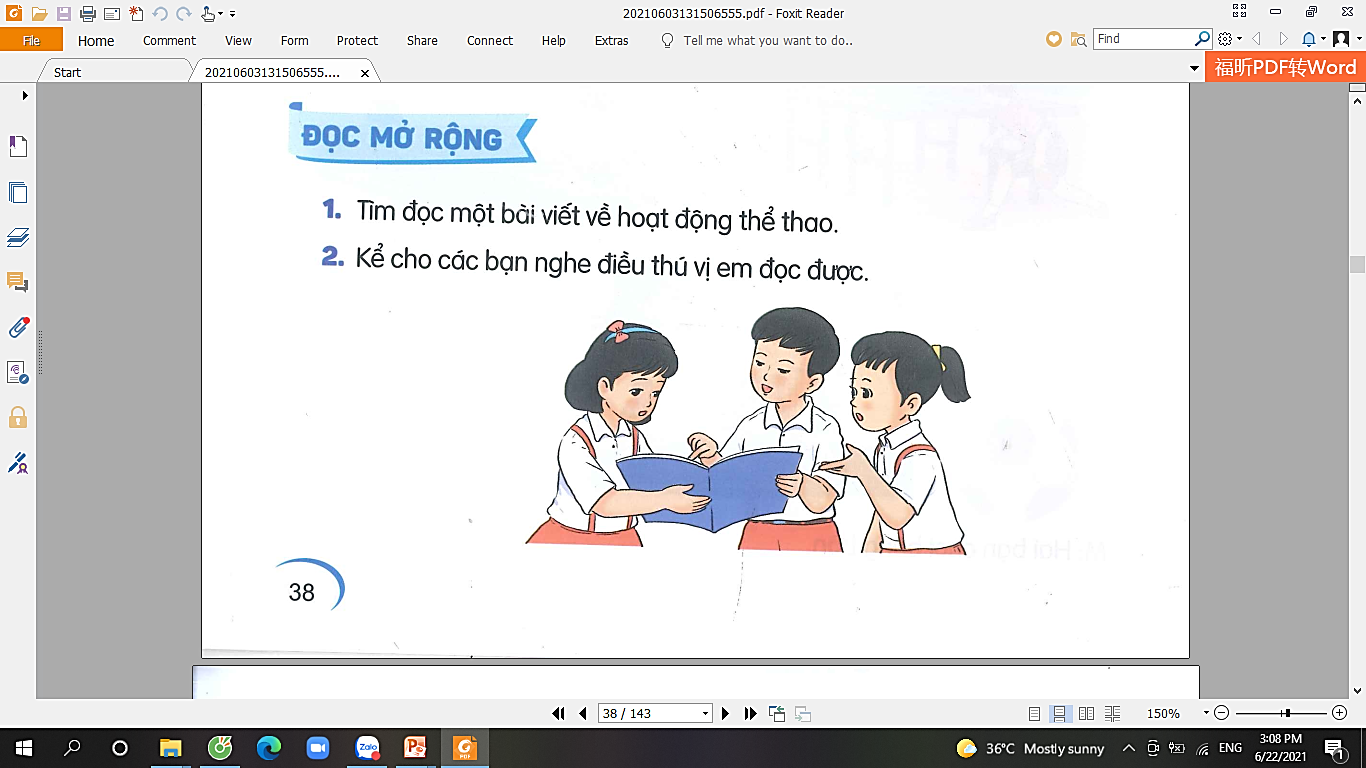 20210603131506555.pdf - Foxit Reader
File Home Comment View Form Protect Share Connect Help Extras Tell me what you want to do.. Find
Start 20210603131506555.... 福昕PDF转Word
ĐỌC MỞ RỘNG
1. Tìm đọc một bài viết về hoạt động thể thao.
2. Kể cho các bạn nghe điều thú vị em đọc được.
38
38 / 143 150%
Zalo PDF 36°C Mostly sunny ENG 3:08 PM
6/22/2021 1